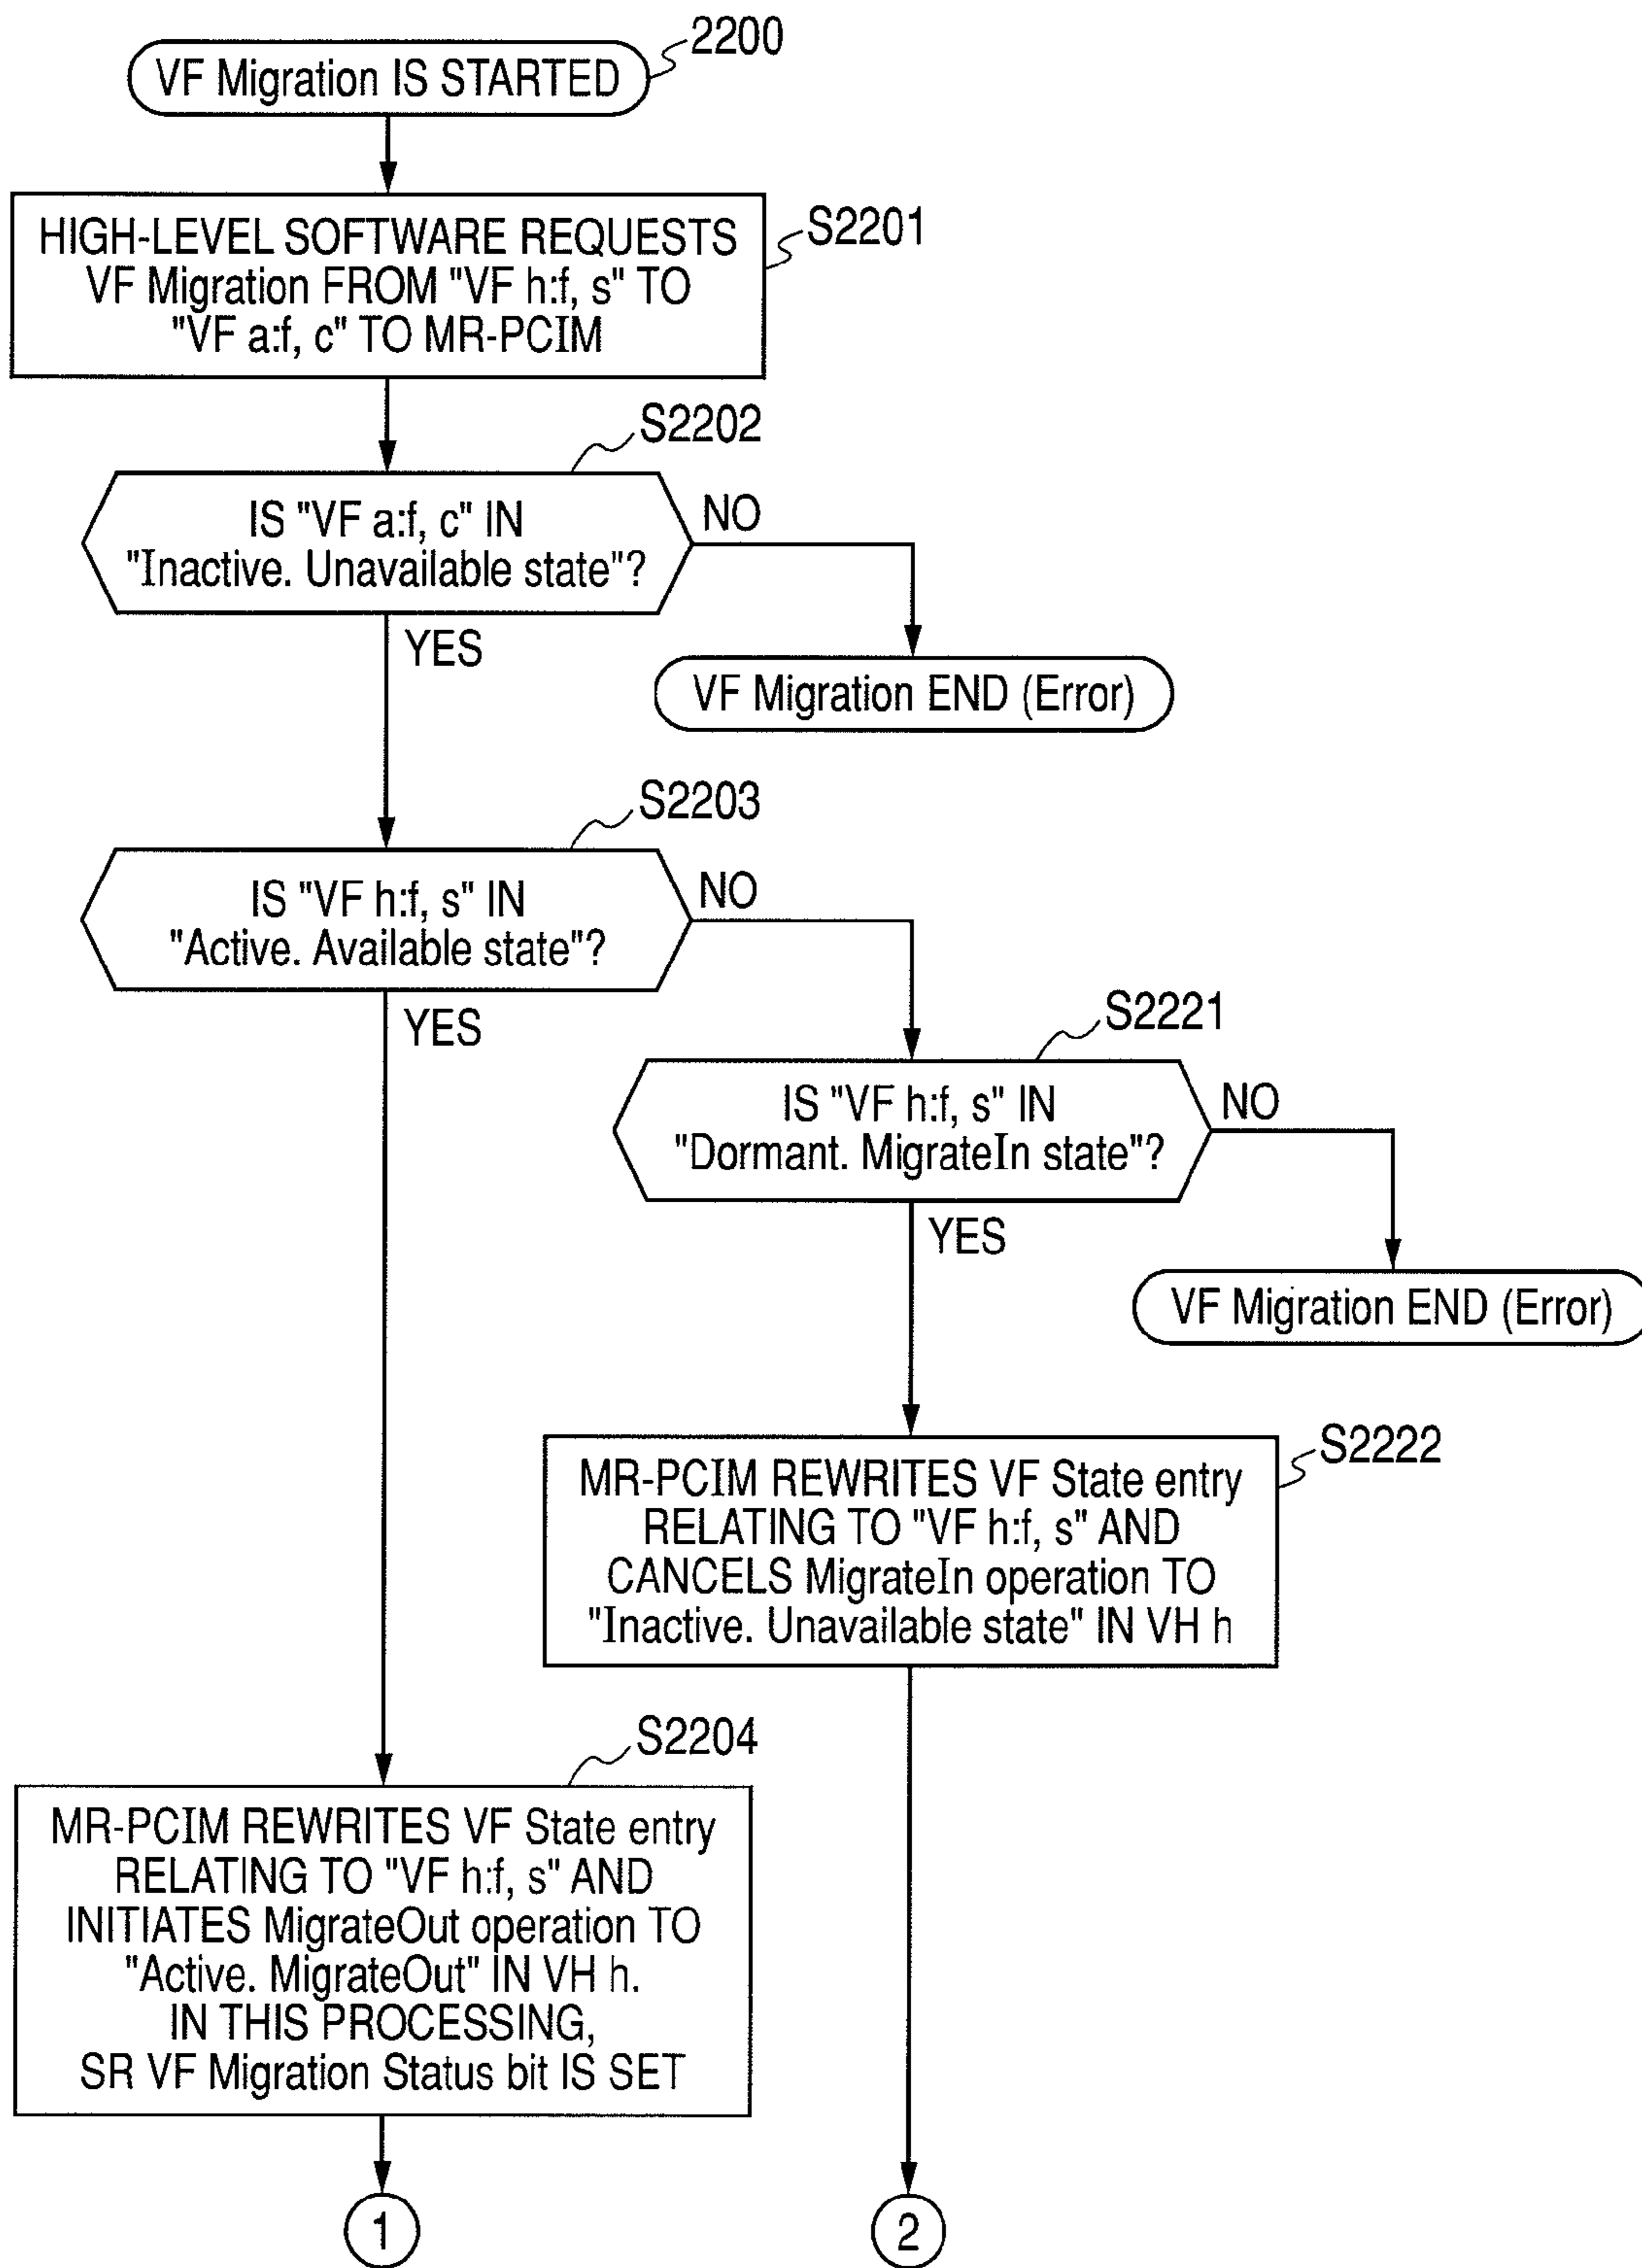 2200
VF Migration IS STARTED
S2201
HIGH-LEVEL SOFTWARE REQUESTS
VF Migration FROM "VF h:f, s" TO
"VF a:f, c" TO MR-PCIM
S2202
IS "VF a:f, c" IN
"Inactive. Unavailable state"?
NO
YES
VF Migration END (Error)
S2203
IS "VF h:f, s" IN
"Active. Available state"?
NO
YES
S2221
IS "VF h:f, s" IN
"Dormant. MigrateIn state"?
NO
YES
VF Migration END (Error)
S2222
MR-PCIM REWRITES VF State entry
RELATING TO "VF h:f, s" AND
CANCELS MigrateIn operation TO
"Inactive. Unavailable state" IN VH h
S2204
MR-PCIM REWRITES VF State entry
RELATING TO "VF h:f, s" AND
INITIATES MigrateOut operation TO
"Active. MigrateOut" IN VH h.
IN THIS PROCESSING,
SR VF Migration Status bit IS SET
1
2